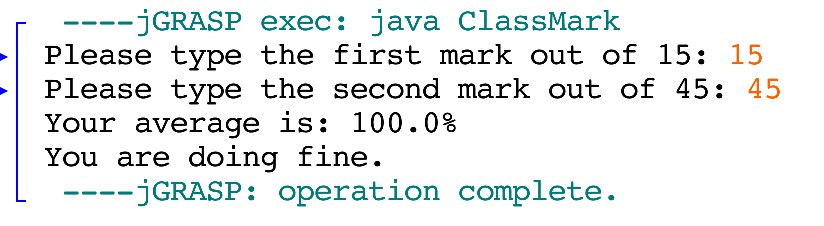 ----jGRASP exec: java ClassMark
Please type the first mark out of 15: 15
Please type the second mark out of 45: 45
Your average is: 100.0%
You are doing fine.
----jGRASP: operation complete.